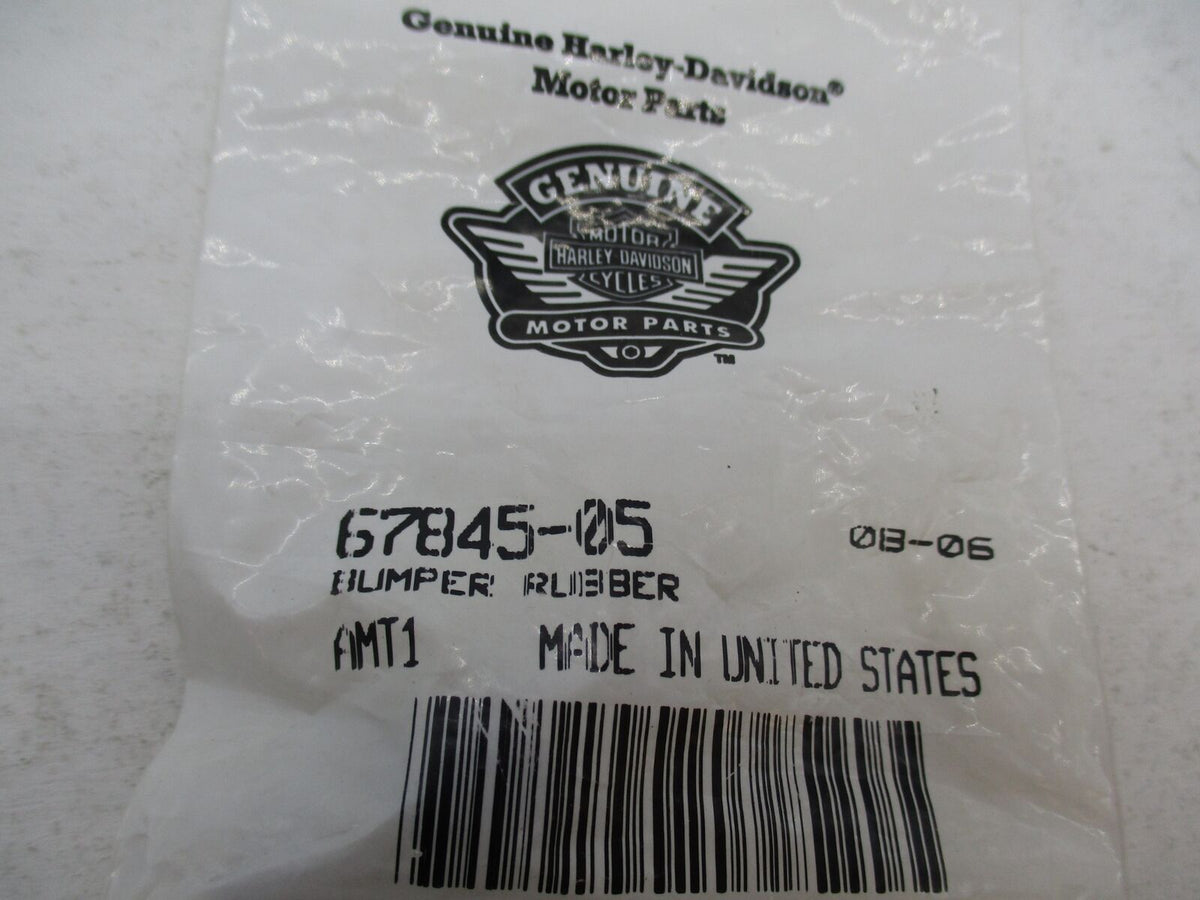 Genuine Harley-Davidson®
Motor Parts
GENUINE
MOTOR
HARLEY DAVIDSON
CYCLES
MOTOR PARTS
TM
67845-05
08-06
BUMPER RUBBER
AMT1 MADE IN UNITED STATES